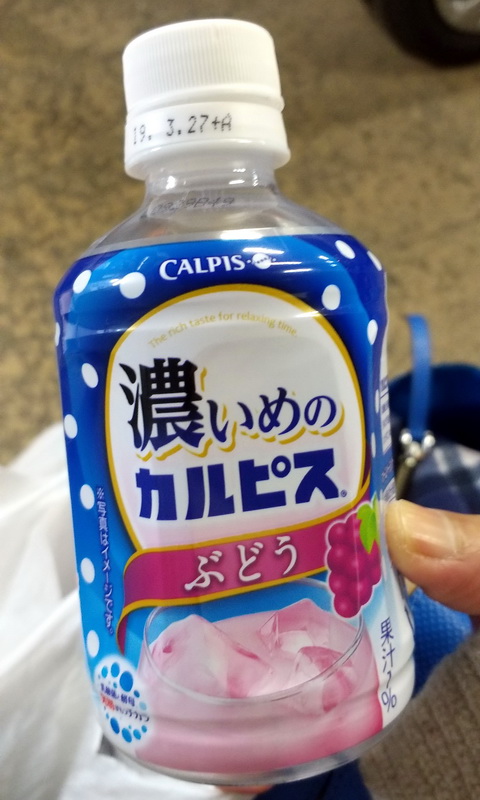 19. 3.27+A
CALPIS
The rich taste for relaxing time.
濃いめの
カルピス®
ぶどう
※写真はイメージです。
果汁